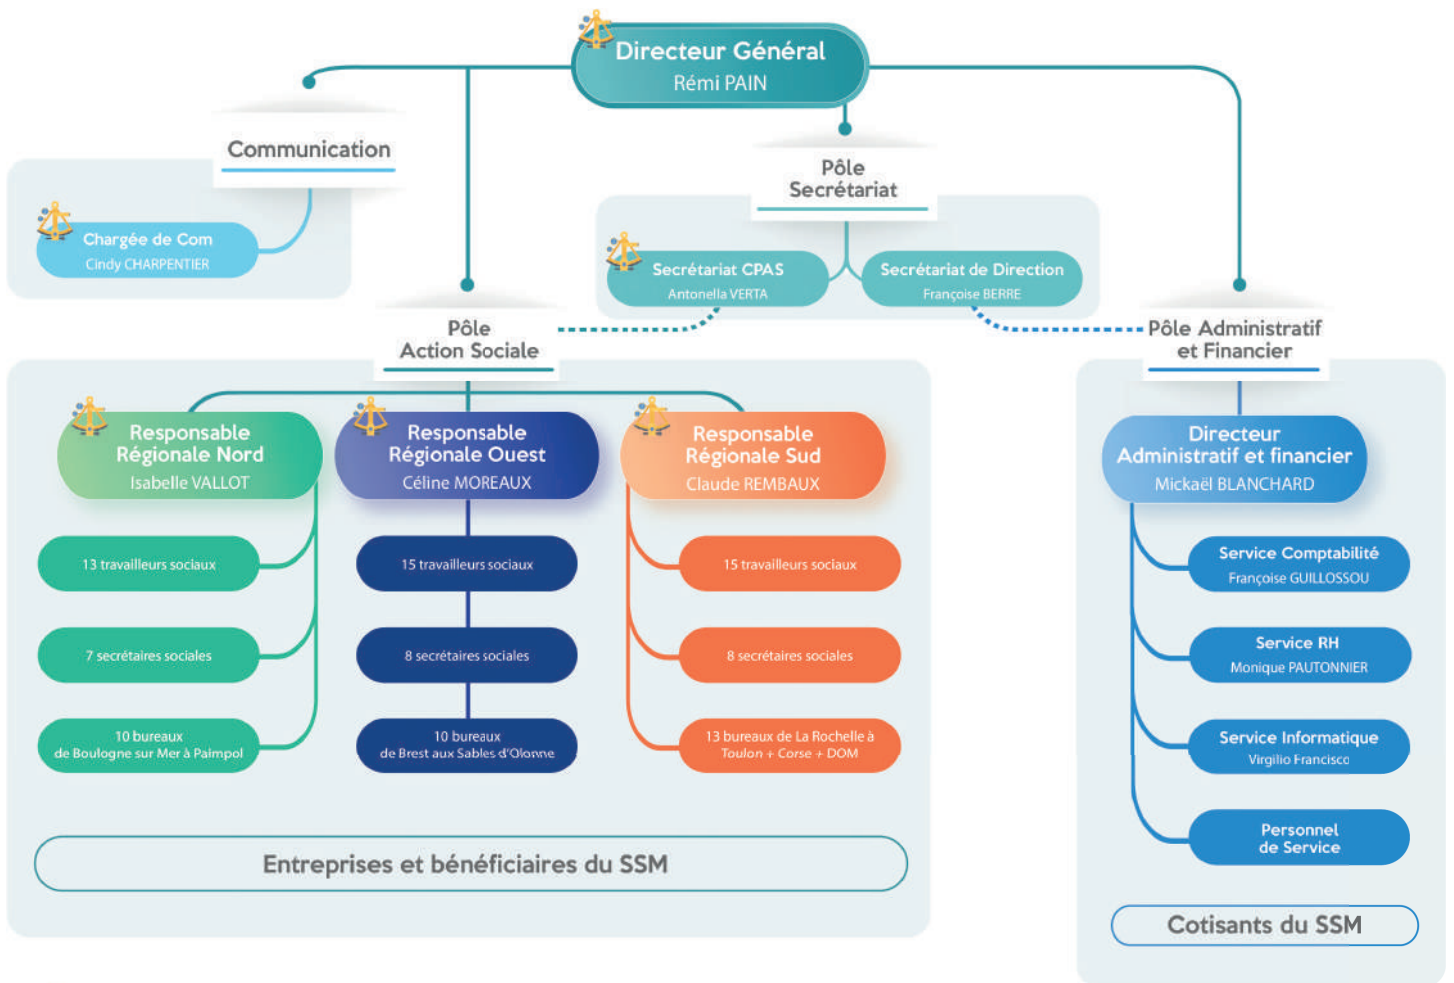 Directeur Général
Rémi PAIN
Communication
Chargée de Com
Cindy CHARPENTIER
Pôle
Secrétariat
Secrétariat CPAS
Antonella VERTA
Secrétariat de Direction
Françoise BERRE
Pôle
Action Sociale
Pôle Administratif
et Financier
Responsable
Régionale Nord
Isabelle VALLOT
13 travailleurs sociaux
7 secrétaires sociales
10 bureaux
de Boulogne sur Mer à Paimpol
Responsable
Régionale Ouest
Céline MOREAUX
15 travailleurs sociaux
8 secrétaires sociales
10 bureaux
de Brest aux Sables d'Olonne
Responsable
Régionale Sud
Claude REMBAUX
15 travailleurs sociaux
8 secrétaires sociales
13 bureaux de La Rochelle à
Toulon + Corse + DOM
Entreprises et bénéficiaires du SSM
Directeur
Administratif et financier
Mickaël BLANCHARD
Service Comptabilité
Françoise GUILLOSSOU
Service RH
Monique PAUTONNIER
Service Informatique
Virgilio Francisco
Personnel
de Service
Cotisants du SSM